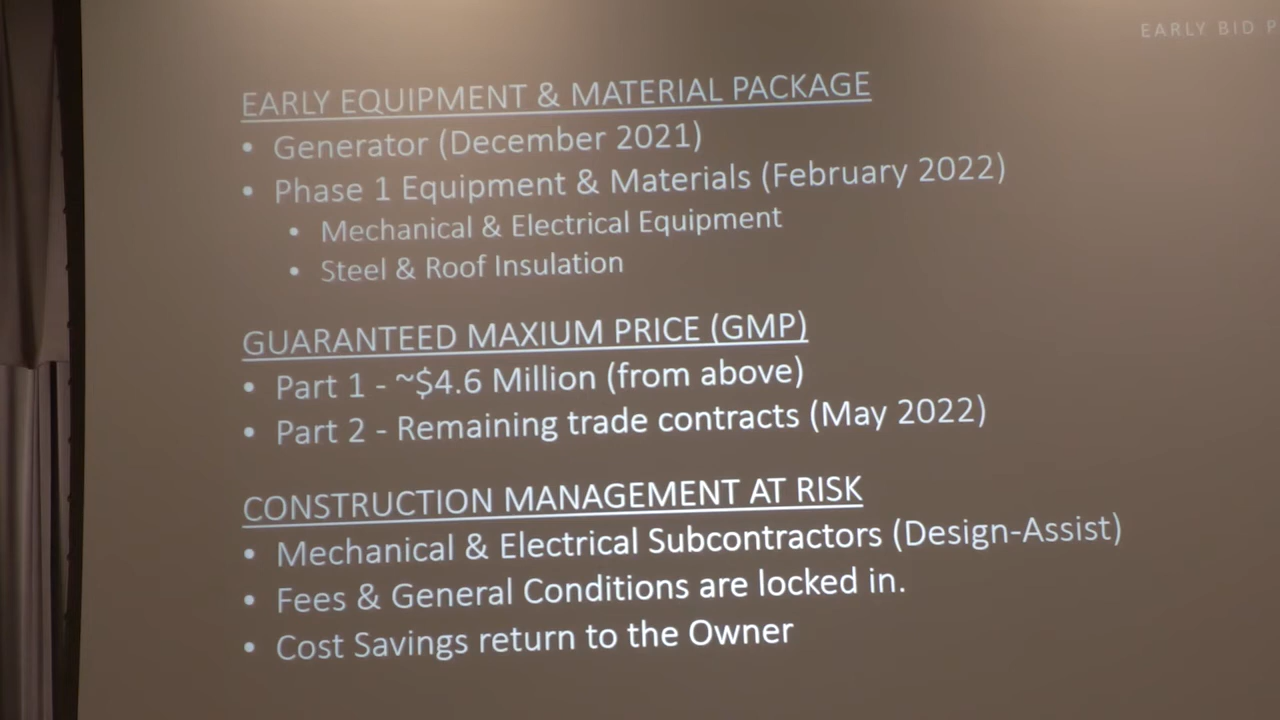 EARLY BID P
EARLY EQUIPMENT & MATERIAL PACKAGE
• Generator (December 2021)
• Phase 1 Equipment & Materials (February 2022)
• Mechanical & Electrical Equipment
• Steel & Roof Insulation
GUARANTEED MAXIUM PRICE (GMP)
• Part 1 - ~$4.6 Million (from above)
• Part 2 - Remaining trade contracts (May 2022)
CONSTRUCTION MANAGEMENT AT RISK
• Mechanical & Electrical Subcontractors (Design-Assist)
• Fees & General Conditions are locked in.
• Cost Savings return to the Owner